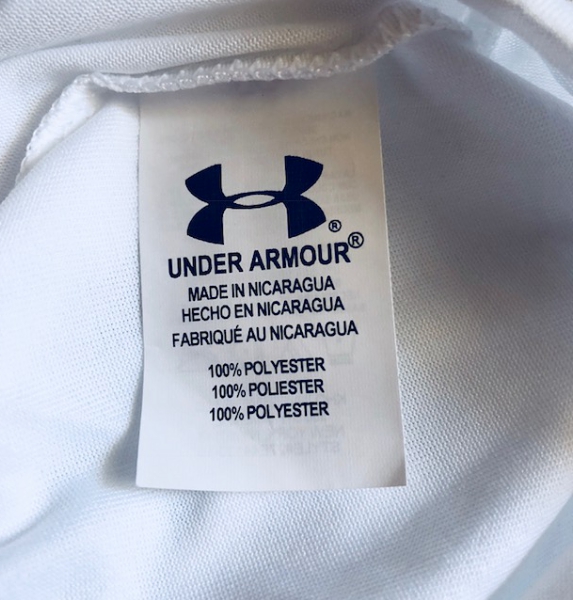 ®
UNDER ARMOUR®
MADE IN NICARAGUA
HECHO EN NICARAGUA
FABRIQUÉ AU NICARAGUA
100% POLYESTER
100% POLIESTER
100% POLYESTER